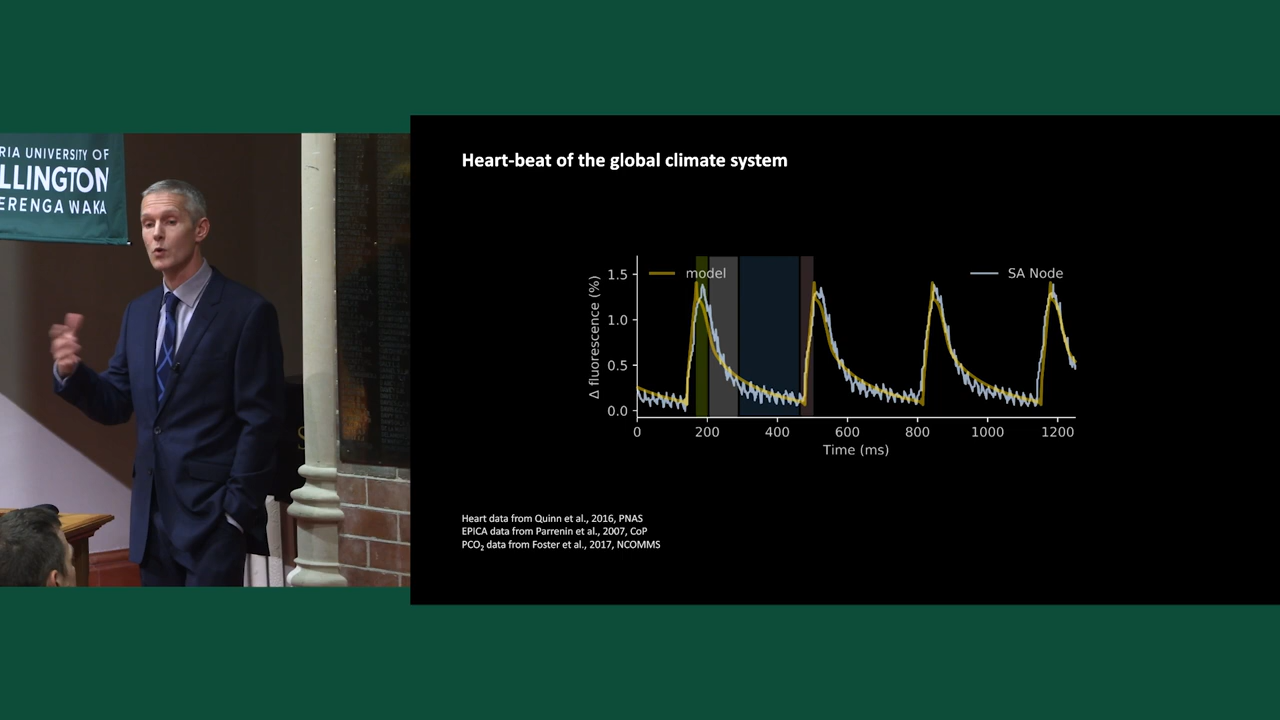 RIA UNIVERSITY OF
LLINGTON
ERENGA WAKA
Heart-beat of the global climate system
model
SA Node
Δ fluorescence (%)
1.5
1.0
0.5
0.0
0 200 400 600 800 1000 1200
Time (ms)
Heart data from Quinn et al., 2016, PNAS
EPICA data from Parrenin et al., 2007, CoP
PCO₂ data from Foster et al., 2017, NCOMMS